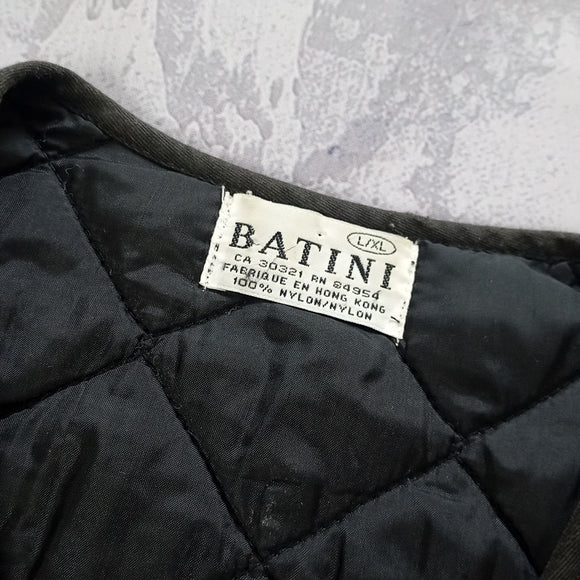 L/XL
BATINI
CA 30321 RN 84954
FABRIQUE EN HONG KONG
100% NYLON/NYLON